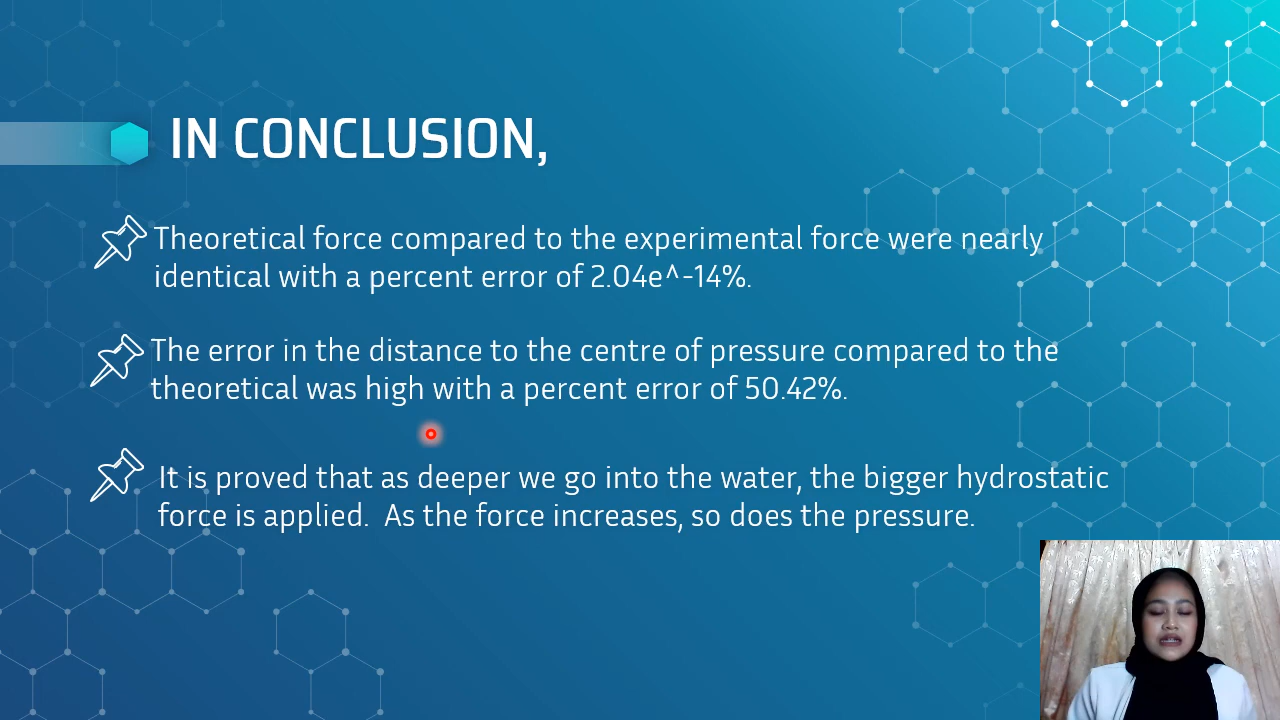 IN CONCLUSION,
Theoretical force compared to the experimental force were nearly
identical with a percent error of 2.04e^-14%.
The error in the distance to the centre of pressure compared to the
theoretical was high with a percent error of 50.42%.
It is proved that as deeper we go into the water, the bigger hydrostatic
force is applied.  As the force increases, so does the pressure.